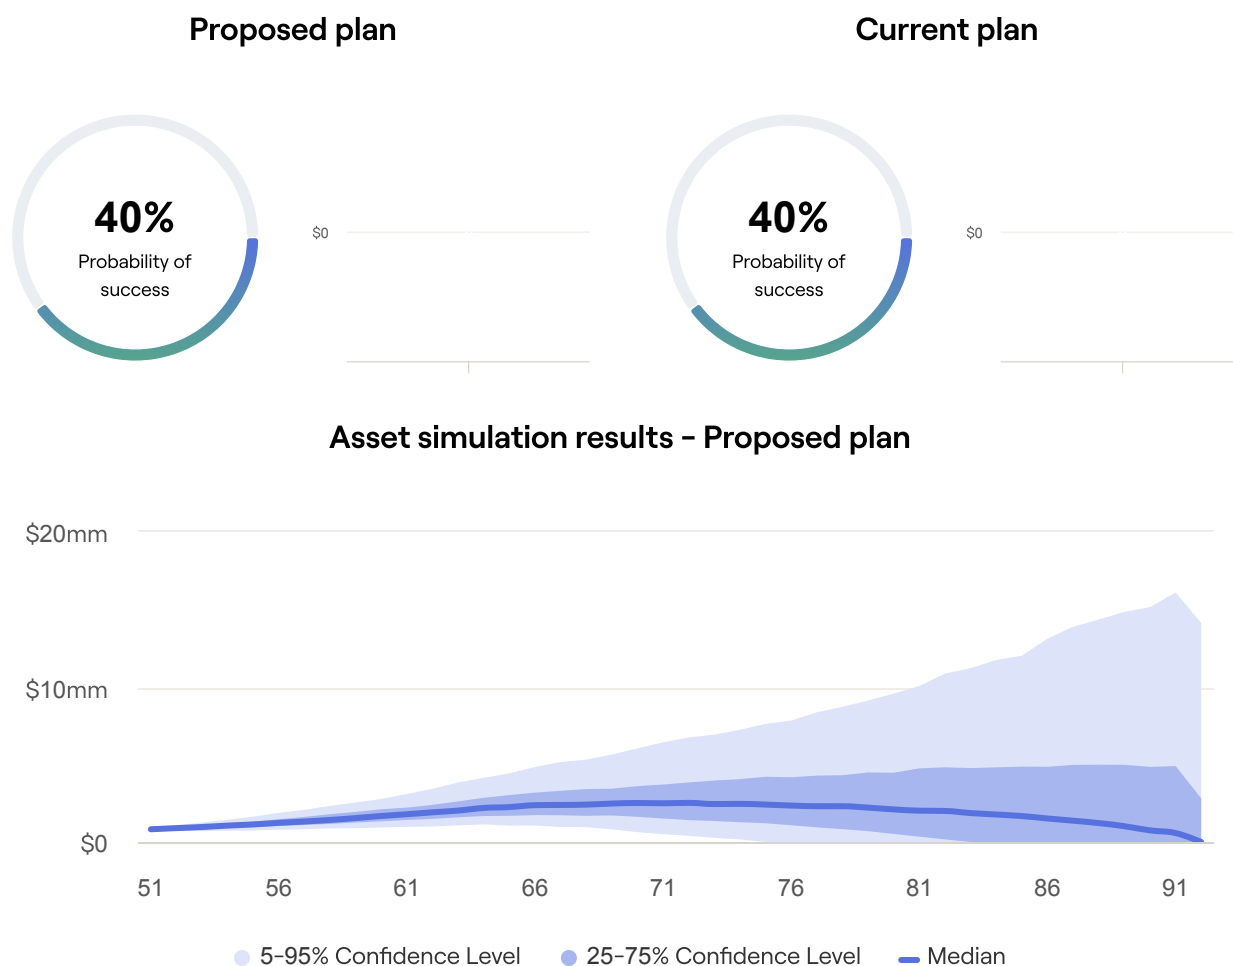 Proposed plan
Current plan
40%
Probability of
success
$0
40%
Probability of
success
$0
Asset simulation results - Proposed plan
$20mm
$10mm
$0
51 56 61 66 71 76 81 86 91
5-95% Confidence Level 25-75% Confidence Level Median